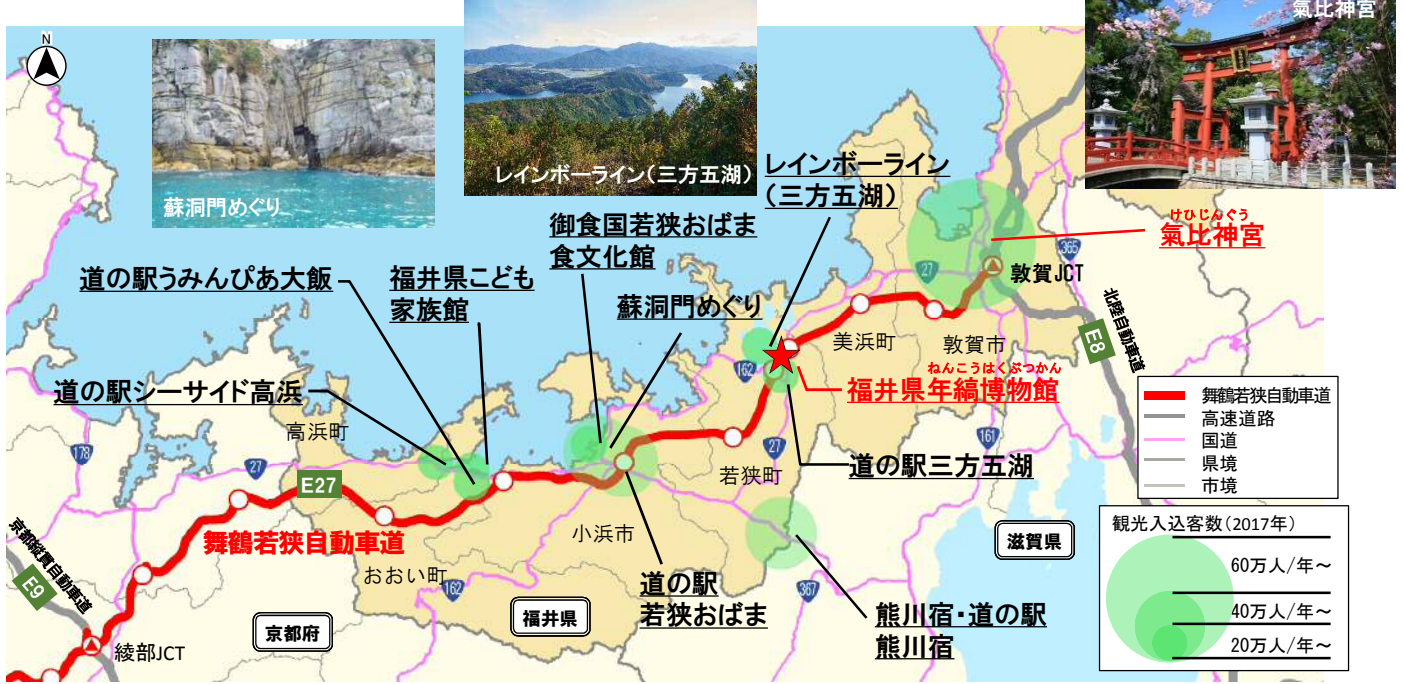 N
蘇洞門めぐり
レインボーライン(三方五湖)
氣比神宮
レインボーライン
(三方五湖)
御食国若狭おばま
食文化館
けひじんぐう
氣比神宮
365
27
敦賀JCT
道の駅うみんぴあ大飯
福井県こども
家族館
蘇洞門めぐり
北陸自動車道
E8
美浜町
敦賀市
162
ねんこうはくぶつかん
福井県年縞博物館
道の駅シーサイド高浜
高浜町
舞鶴若狭自動車道
高速道路
国道
県境
市境
178
27
27
161
道の駅三方五湖
若狭町
E27
舞鶴若狭自動車道
小浜市
京都縦貫自動車道
E9
おおい町
162
367
滋賀県
観光入込客数(2017年)
60万人/年~
40万人/年~
20万人/年~
道の駅
若狭おばま
熊川宿・道の駅
熊川宿
福井県
京都府
綾部JCT